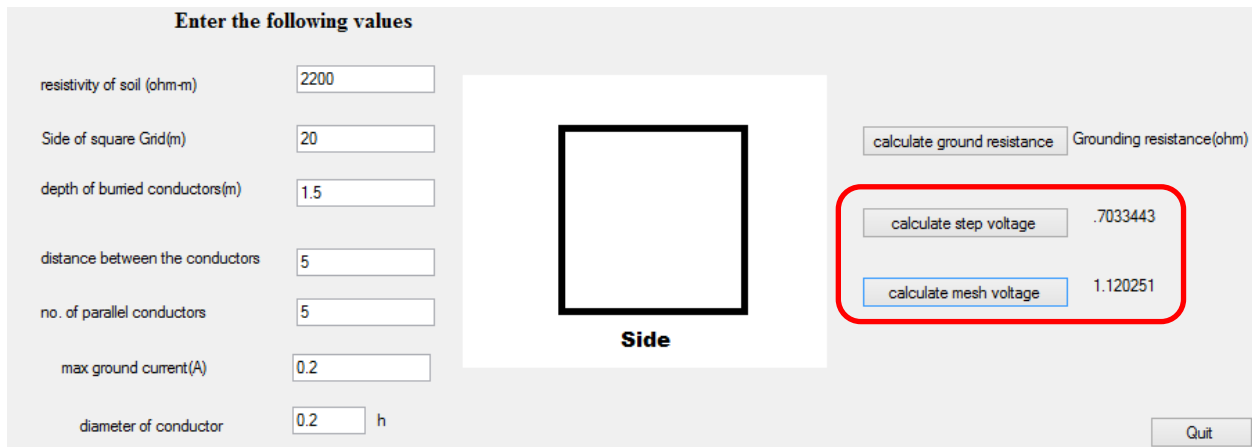 Enter the following values
resistivity of soil (ohm-m)
2200
Side of square Grid(m)
20
depth of burried conductors(m)
1.5
distance between the conductors
5
no. of parallel conductors
5
max ground current(A)
0.2
diameter of conductor
0.2
h
Side
calculate ground resistance
Grounding resistance(ohm)
calculate step voltage
.7033443
calculate mesh voltage
1.120251
Quit